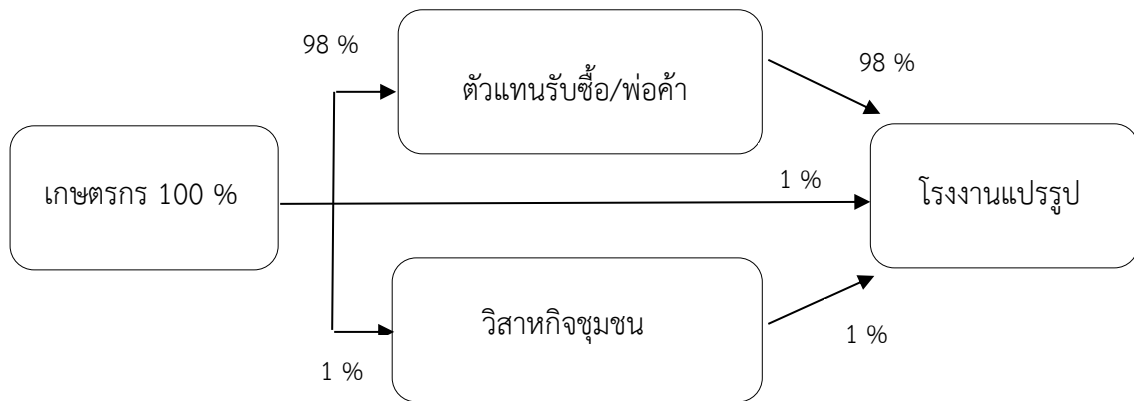 98 %
ตัวแทนรับซื้อ/พ่อค้า
98 %
เกษตรกร 100 %
1 %
โรงงานแปรรูป
วิสาหกิจชุมชน
1 %
1 %